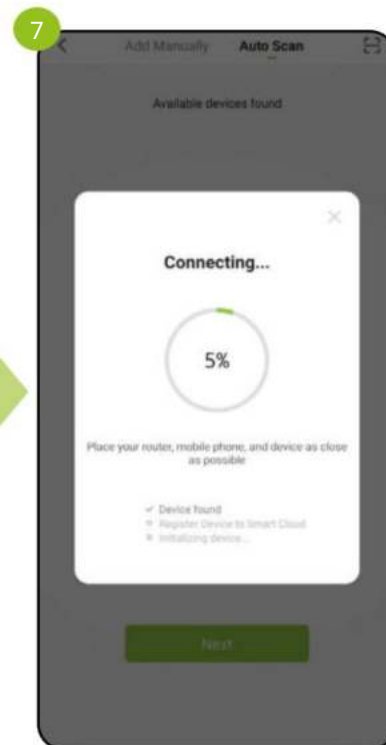 7
Add Manually Auto Scan
Available devices found
Connecting...
5%
Place your router, mobile phone, and device as close
as possible
Device found
Register Device to Smart Cloud
Initializing device...
Next